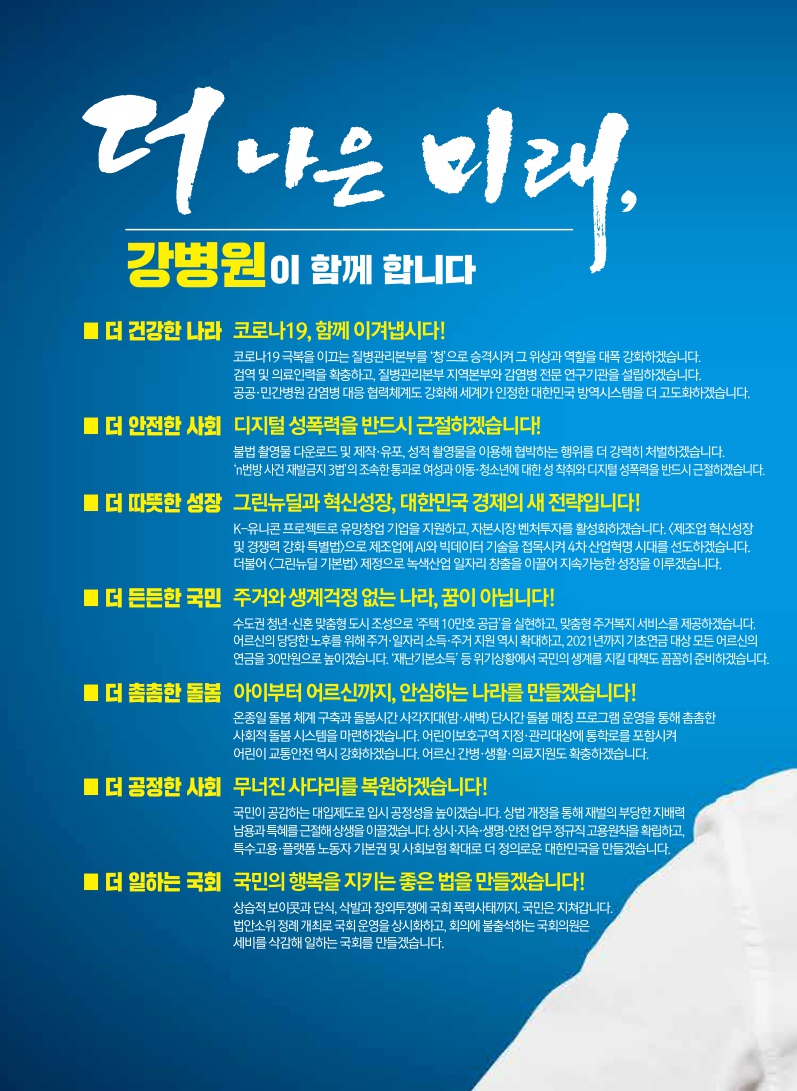 더 나은 미래,
강병원이 함께 합니다
■ 더 건강한 나라 코로나19, 함께 이겨냅시다!
코로나19 극복을 이끄는 질병관리본부를 '청'으로 승격시켜 그 위상과 역할을 대폭 강화하겠습니다.
검역 및 의료인력을 확충하고, 질병관리본부 지역본부와 감염병 전문 연구기관을 설립하겠습니다.
공공·민간병원 감염병 대응 협력체계도 강화해 세계가 인정한 대한민국 방역시스템을 더 고도화하겠습니다.
■ 더 안전한 사회 디지털 성폭력을 반드시 근절하겠습니다!
불법 촬영물 다운로드 및 제작·유포, 성적 촬영물을 이용해 협박하는 행위를 더 강력히 처벌하겠습니다.
'n번방 사건 재발금지 3법'의 조속한 통과로 여성과 아동·청소년에 대한 성 착취와 디지털 성폭력을 반드시 근절하겠습니다.
■ 더 따뜻한 성장 그린뉴딜과 혁신성장, 대한민국 경제의 새 전략입니다!
K-유니콘 프로젝트로 유망창업 기업을 지원하고, 자본시장 벤처투자를 활성화하겠습니다. 〈제조업 혁신성장
및 경쟁력 강화 특별법〉으로 제조업에 AI와 빅데이터 기술을 접목시켜 4차 산업혁명 시대를 선도하겠습니다.
더불어 〈그린뉴딜 기본법〉 제정으로 녹색산업 일자리 창출을 이끌어 지속가능한 성장을 이루겠습니다.
■ 더 든든한 국민 주거와 생계걱정 없는 나라, 꿈이 아닙니다!
수도권 청년·신혼 맞춤형 도시 조성으로 '주택 10만호 공급'을 실현하고, 맞춤형 주거복지 서비스를 제공하겠습니다.
어르신의 당당한 노후를 위해 주거·일자리 소득·주거 지원 역시 확대하고, 2021년까지 기초연금 대상 모든 어르신의
연금을 30만원으로 높이겠습니다. '재난기본소득' 등 위기상황에서 국민의 생계를 지킬 대책도 꼼꼼히 준비하겠습니다.
■ 더 촘촘한 돌봄 아이부터 어르신까지, 안심하는 나라를 만들겠습니다!
온종일 돌봄 체계 구축과 돌봄시간 사각지대(밤·새벽) 단시간 돌봄 매칭 프로그램 운영을 통해 촘촘한
사회적 돌봄 시스템을 마련하겠습니다. 어린이보호구역 지정·관리대상에 통학로를 포함시켜
어린이 교통안전 역시 강화하겠습니다. 어르신 간병·생활·의료지원도 확충하겠습니다.
■ 더 공정한 사회 무너진 사다리를 복원하겠습니다!
국민이 공감하는 대입제도로 입시 공정성을 높이겠습니다. 상법 개정을 통해 재벌의 부당한 지배력
남용과 특혜를 근절해 상생을 이끌겠습니다. 상시·지속·생명·안전 업무 정규직 고용원칙을 확립하고,
특수고용·플랫폼 노동자 기본권 및 사회보험 확대로 더 정의로운 대한민국을 만들겠습니다.
■ 더 일하는 국회 국민의 행복을 지키는 좋은 법을 만들겠습니다!
상습적 보이콧과 단식, 삭발과 장외투쟁에 국회 폭력사태까지. 국민은 지쳐갑니다.
법안소위 정례 개최로 국회 운영을 상시화하고, 회의에 불출석하는 국회의원은
세비를 삭감해 일하는 국회를 만들겠습니다.